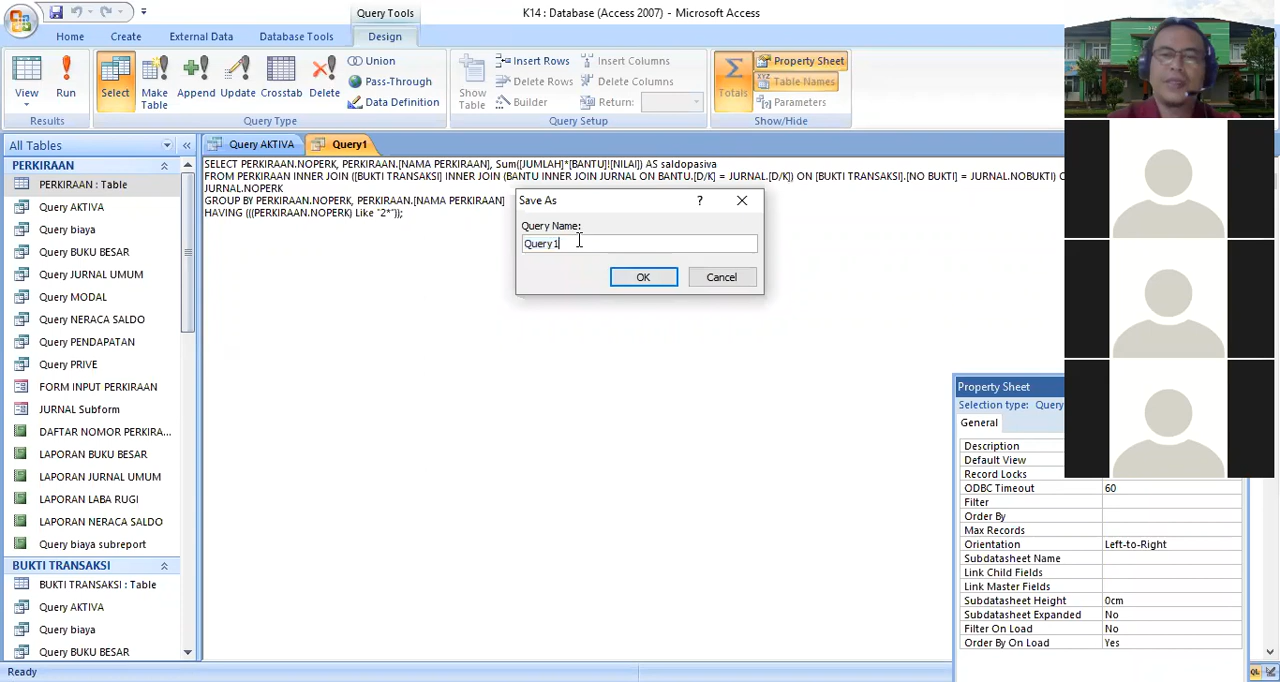 K14 : Database (Access 2007) - Microsoft Access
Query Tools
Home
Create
External Data
Database Tools
Design
View
Run
Results
Select
Make Table
Append
Update
Crosstab
Delete
Union
Pass-Through
Data Definition
Query Type
Show Table
Insert Rows
Delete Rows
Builder
Insert Columns
Delete Columns
Return:
Query Setup
Totals
Property Sheet
Table Names
Parameters
Show/Hide
All Tables
PERKIRAAN
PERKIRAAN : Table
Query AKTIVA
Query biaya
Query BUKU BESAR
Query JURNAL UMUM
Query MODAL
Query NERACA SALDO
Query PENDAPATAN
Query PRIVE
FORM INPUT PERKIRAAN
JURNAL Subform
DAFTAR NOMOR PERKIRA...
LAPORAN BUKU BESAR
LAPORAN JURNAL UMUM
LAPORAN LABA RUGI
LAPORAN NERACA SALDO
Query biaya subreport
BUKTI TRANSAKSI
BUKTI TRANSAKSI : Table
Query AKTIVA
Query biaya
Query BUKU BESAR
Query AKTIVA
Query1
SELECT PERKIRAAN.NOPERK, PERKIRAAN.[NAMA PERKIRAAN], Sum([JUMLAH]*[BANTU]![NILAI]) AS saldopasiva
FROM PERKIRAAN INNER JOIN ([BUKTI TRANSAKSI] INNER JOIN (BANTU INNER JOIN JURNAL ON BANTU.[D/K] = JURNAL.[D/K]) ON [BUKTI TRANSAKSI].[NO BUKTI] = JURNAL.NOBUKTI)
JURNAL.NOPERK
GROUP BY PERKIRAAN.NOPERK, PERKIRAAN.[NAMA PERKIRAAN]
HAVING (((PERKIRAAN.NOPERK) Like "2*"));
Save As
?
Query Name:
Query1
OK
Cancel
Property Sheet
Selection type: Query
General
Description
Default View
Record Locks
ODBC Timeout 60
Filter
Order By
Max Records
Orientation Left-to-Right
Subdatasheet Name
Link Child Fields
Link Master Fields
Subdatasheet Height 0cm
Subdatasheet Expanded No
Filter On Load No
Order By On Load Yes
Ready